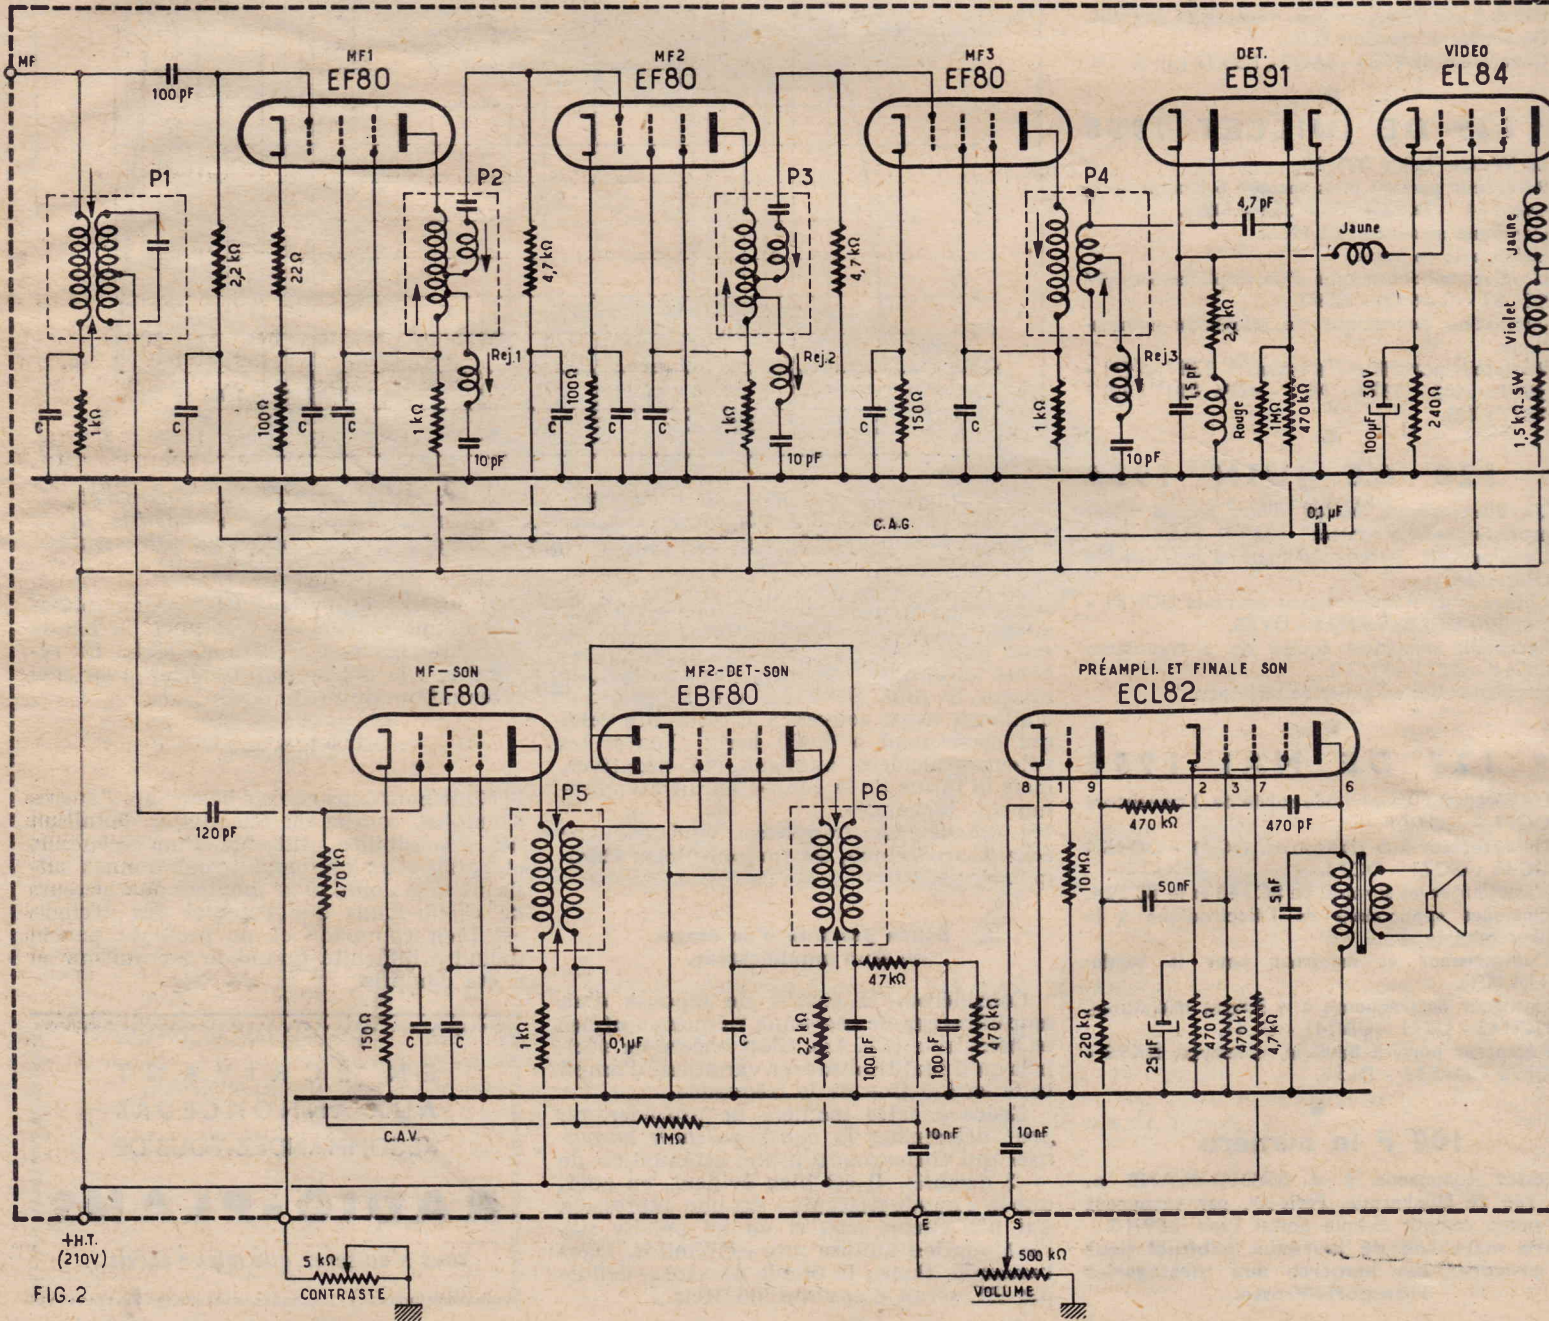 MF
MF1
EF80
MF2
EF80
MF3
EF80
DET.
EB91
VIDEO
EL84
100 pF
P1
P2
P3
P4
4,7 pF
Jaune
Jaune
Violet
2,2 kΩ
22 Ω
4,7 kΩ
4,7 kΩ
2,2 kΩ
Rej.1
Rej.2
Rej.3
C
1 kΩ
C
100 Ω
C
C
1 kΩ
10 pF
100 Ω
C
C
C
1 kΩ
10 pF
C
150 Ω
C
1 kΩ
10 pF
1,5 pF
Rouge
1 MΩ
470 kΩ
100 µF
30V
240 Ω
1,5 kΩ_5W
C.A.G.
0,1 µF
MF-SON
EF80
MF2-DET-SON
EBF80
PRÉAMPLI. ET FINALE SON
ECL82
8 1 9 2 3 7 6
P5
P6
120 pF
470 kΩ
470 kΩ
470 pF
10 MΩ
50 nF
5 nF
47 kΩ
150 Ω
C
C
1 kΩ
0,1 µF
C
2,2 kΩ
100 pF
100 pF
470 kΩ
220 kΩ
25 µF
470 Ω
470 kΩ
4,7 kΩ
C.A.V.
1 MΩ
10 nF
10 nF
E
S
+H.T.
(210V)
5 kΩ
CONTRASTE
500 kΩ
VOLUME
FIG.2